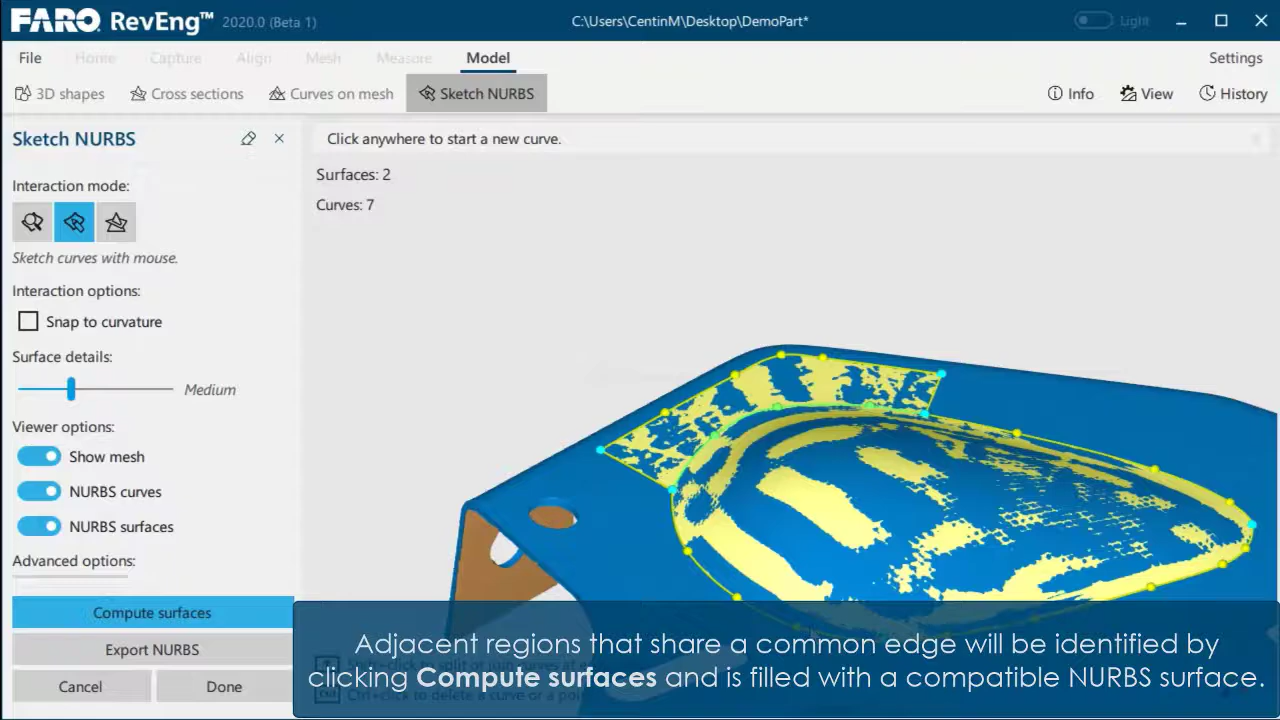 FARO RevEng™ 2020.0 (Beta 1)
C:\Users\CentinM\Desktop\DemoPart*
Light
File Home Capture Align Mesh Measure Model Settings
3D shapes Cross sections Curves on mesh Sketch NURBS Info View History
Sketch NURBS
Click anywhere to start a new curve.
Surfaces: 2
Curves: 7
Interaction mode:
Sketch curves with mouse.
Interaction options:
Snap to curvature
Surface details:
Medium
Viewer options:
Show mesh
NURBS curves
NURBS surfaces
Advanced options:
Compute surfaces
Export NURBS
Cancel Done
Adjacent regions that share a common edge will be identified by
clicking Compute surfaces and is filled with a compatible NURBS surface.